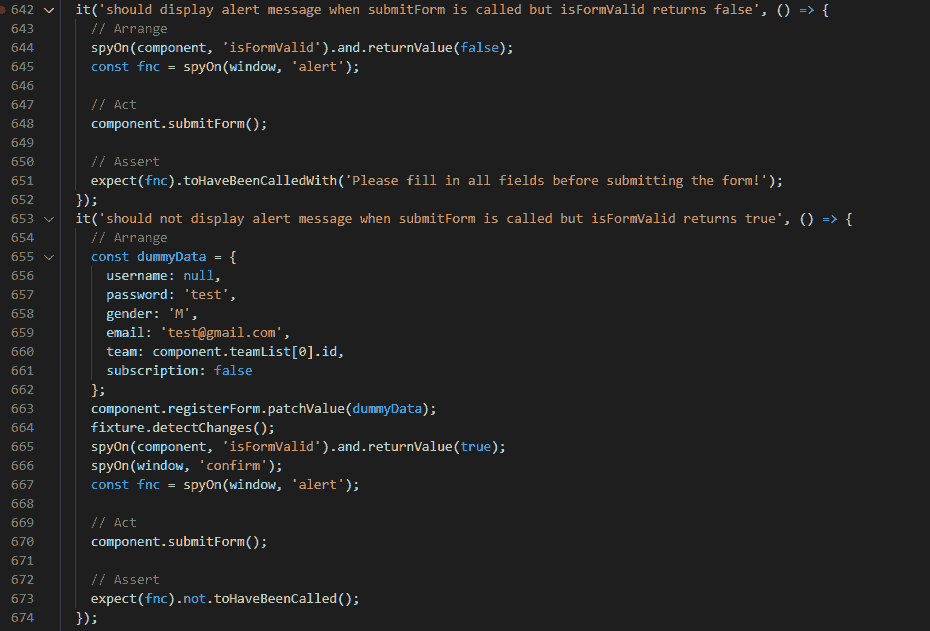 642 it('should display alert message when submitForm is called but isFormValid returns false', () => {
643 // Arrange
644 spyOn(component, 'isFormValid').and.returnValue(false);
645 const fnc = spyOn(window, 'alert');
646
647 // Act
648 component.submitForm();
649
650 // Assert
651 expect(fnc).toHaveBeenCalledWith('Please fill in all fields before submitting the form!');
652 });
653 it('should not display alert message when submitForm is called but isFormValid returns true', () => {
654 // Arrange
655 const dummyData = {
656 username: null,
657 password: 'test',
658 gender: 'M',
659 email: 'test@gmail.com',
660 team: component.teamList[0].id,
661 subscription: false
662 };
663 component.registerForm.patchValue(dummyData);
664 fixture.detectChanges();
665 spyOn(component, 'isFormValid').and.returnValue(true);
666 spyOn(window, 'confirm');
667 const fnc = spyOn(window, 'alert');
668
669 // Act
670 component.submitForm();
671
672 // Assert
673 expect(fnc).not.toHaveBeenCalled();
674 });